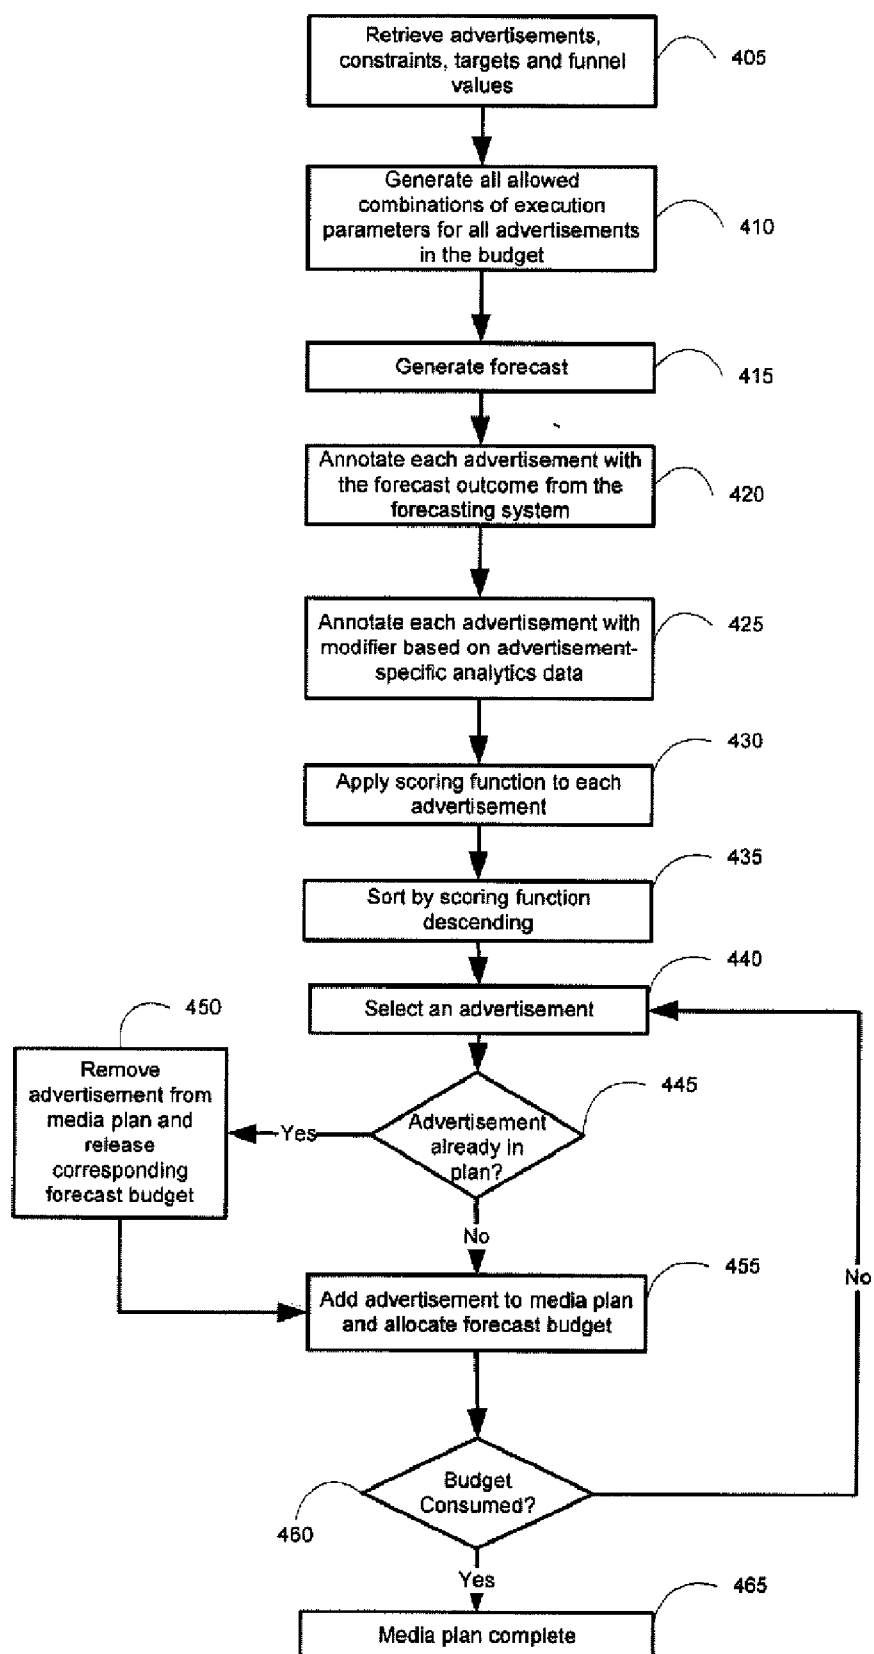 Retrieve advertisements,
constraints, targets and funnel
values
405
Generate all allowed
combinations of execution
parameters for all advertisements
in the budget
410
Generate forecast
415
Annotate each advertisement with
the forecast outcome from the
forecasting system
420
Annotate each advertisement with
modifier based on advertisement-
specific analytics data
425
Apply scoring function to each
advertisement
430
Sort by scoring function
descending
435
Select an advertisement
440
Advertisement
already in
plan?
445
Yes
Remove
advertisement from
media plan and
release
corresponding
forecast budget
450
No
Add advertisement to media plan
and allocate forecast budget
455
Budget
Consumed?
460
No
Yes
Media plan complete
465